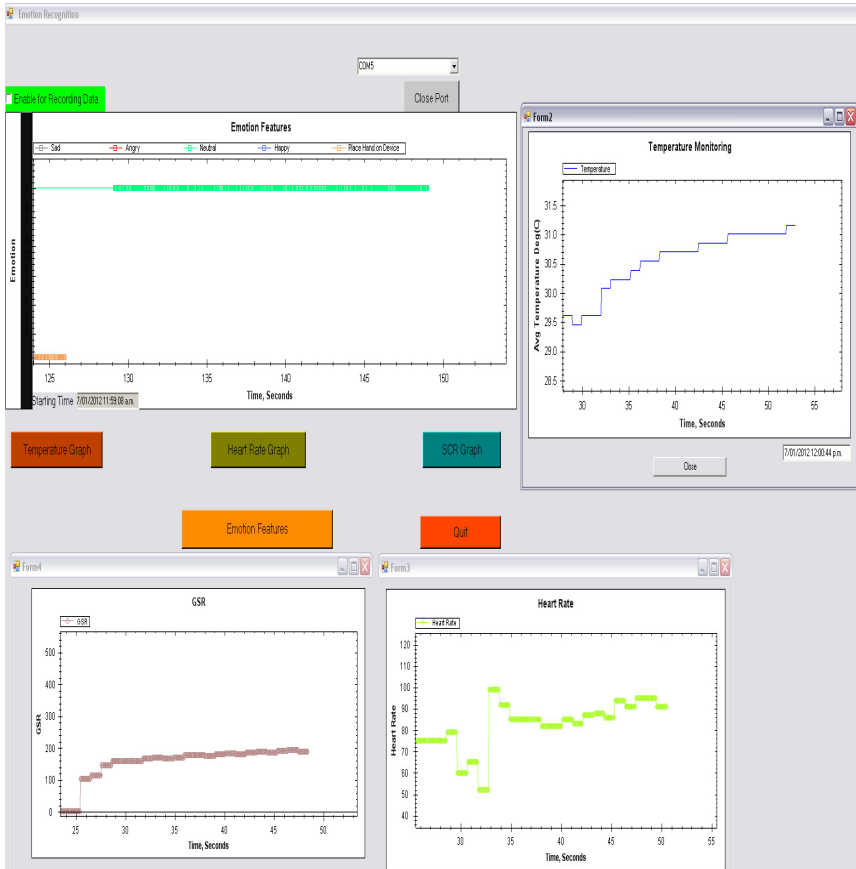 Emotion Recognition
COM5
Enable for Recording Data
Close Port
Emotion Features
Sad Angry Neutral Happy Place Hand on Device
Emotion
125 130 135 140 145 150
Time, Seconds
Starting Time 7/01/2012 11:59:08 a.m.
Form2
Temperature Monitoring
Temperature
Avg Temperature Deg(C)
31.5
31.0
30.5
30.0
29.5
29.0
28.5
30 35 40 45 50 55
Time, Seconds
7/01/2012 12:00:44 p.m.
Close
Temperature Graph
Heart Rate Graph
SCR Graph
Emotion Features
Quit
Form4
GSR
GSR
GSR
500
400
300
200
100
0
25 30 35 40 45 50
Time, Seconds
Form3
Heart Rate
Heart Rate
Heart Rate
120
110
100
90
80
70
60
50
40
30 35 40 45 50 55
Time, Seconds